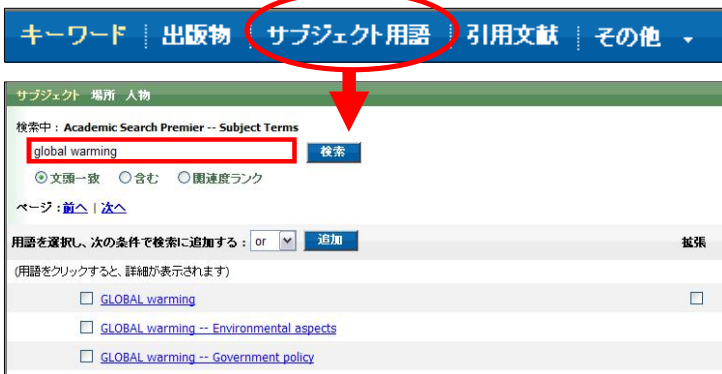 キーワード 出版物 サブジェクト用語 引用文献 その他
サブジェクト 場所 人物
検索中 : Academic Search Premier -- Subject Terms
global warming 検索
文頭一致 含む 関連度ランク
ページ : 前へ | 次へ
用語を選択し、次の条件で検索に追加する : or 追加 拡張
(用語をクリックすると、詳細が表示されます)
GLOBAL warming
GLOBAL warming -- Environmental aspects
GLOBAL warming -- Government policy